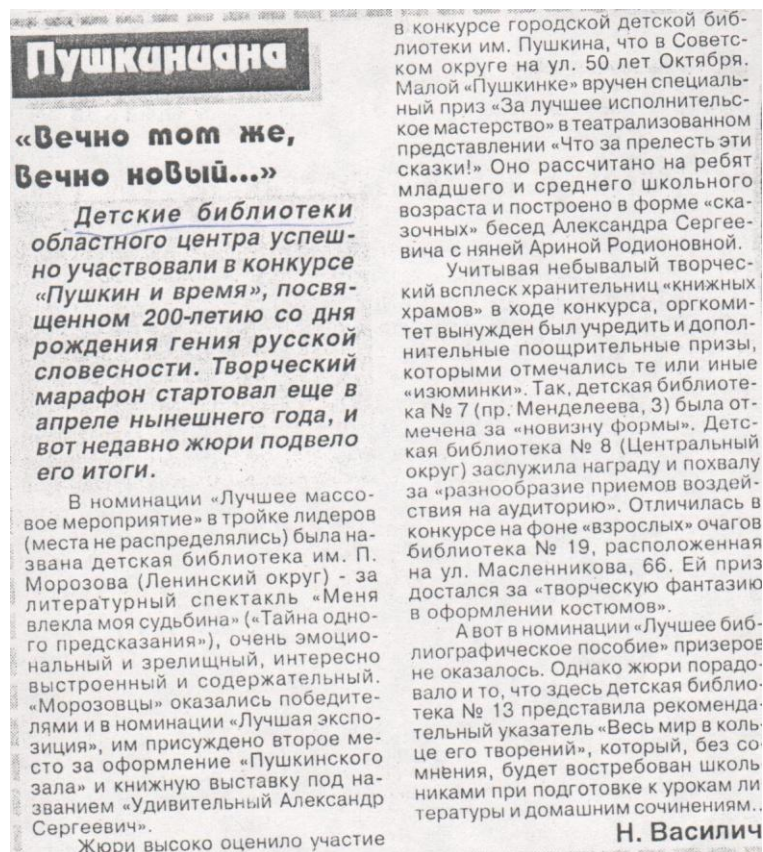 Пушкиниана
«Вечно тот же,
Вечно новый...»
Детские библиотеки
областного центра успеш-
но участвовали в конкурсе
«Пушкин и время», посвя-
щенном 200-летию со дня
рождения гения русской
словесности. Творческий
марафон стартовал еще в
апреле нынешнего года, и
вот недавно жюри подвело
его итоги.
В номинации «Лучшее массо-
вое мероприятие» в тройке лидеров
(места не распределялись) была на-
звана детская библиотека им. П.
Морозова (Ленинский округ) - за
литературный спектакль «Меня
влекла моя судьбина» («Тайна одно-
го предсказания»), очень эмоцио-
нальный и зрелищный, интересно
выстроенный и содержательный.
«Морозовцы» оказались победите-
лями и в номинации «Лучшая экспо-
зиция», им присуждено второе ме-
сто за оформление «Пушкинского
зала» и книжную выставку под на-
званием «Удивительный Александр
Сергеевич».
Жюри высоко оценило участие
в конкурсе городской детской биб-
лиотеки им. Пушкина, что в Советс-
ком округе на ул. 50 лет Октября.
Малой «Пушкинке» вручен специаль-
ный приз «За лучшее исполнительс-
кое мастерство» в театрализованном
представлении «Что за прелесть эти
сказки!» Оно рассчитано на ребят
младшего и среднего школьного
возраста и построено в форме «ска-
зочных» бесед Александра Сергее-
вича с няней Ариной Родионовной.
Учитывая небывалый творчес-
кий всплеск хранительниц «книжных
храмов» в ходе конкурса, оргкоми-
тет вынужден был учредить и допол-
нительные поощрительные призы,
которыми отмечались те или иные
«изюминки». Так, детская библиоте-
ка № 7 (пр. Менделеева, 3) была от-
мечена за «новизну формы». Детс-
кая библиотека № 8 (Центральный
округ) заслужила награду и похвалу
за «разнообразие приемов воздей-
ствия на аудиторию». Отличилась в
конкурсе на фоне «взрослых» очагов
библиотека № 19, расположенная
на ул. Масленникова, 66. Ей приз
достался за «творческую фантазию
в оформлении костюмов».
А вот в номинации «Лучшее биб-
лиографическое пособие» призеров
не оказалось. Однако жюри порадо-
вало и то, что здесь детская библио-
тека № 13 представила рекоменда-
тельный указатель «Весь мир в коль-
це его творений», который, без со-
мнения, будет востребован школь
никами при подготовке к урокам ли
тературы и домашним сочинениям..
Н. Василич